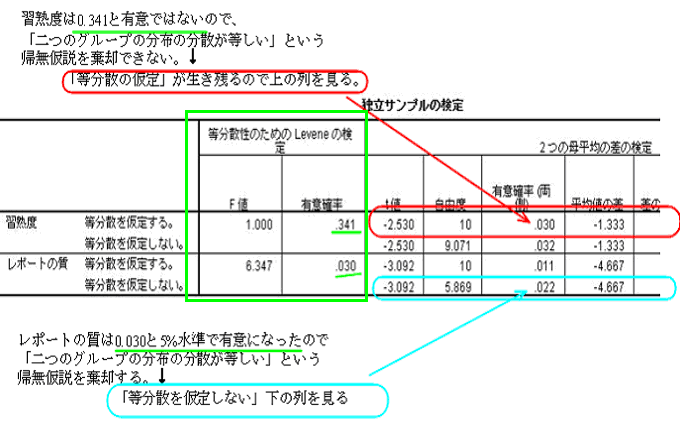 習熟度は0.341と有意ではないので、
「二つのグループの分布の分散が等しい」という
帰無仮説を棄却できない。↓
「等分散の仮定」が生き残るので上の列を見る。
独立サンプルの検定
等分散性のための Levene の検
定
2 つの母平均の差の検定
F 値 有意確率 t 値 自由度 有意確率 (両側) 平均値の差 差の
習熟度 等分散を仮定する。 1.000 .341 -2.530 10 .030 -1.333
等分散を仮定しない。 -2.530 9.071 .032 -1.333
レポートの質 等分散を仮定する。 6.347 .030 -3.092 10 .011 -4.667
等分散を仮定しない。 -3.092 5.869 .022 -4.667
レポートの質は0.030と5%水準で有意になったので
「二つのグループの分布の分散が等しい」という
帰無仮説を棄却する。↓
「等分散を仮定しない」下の列を見る